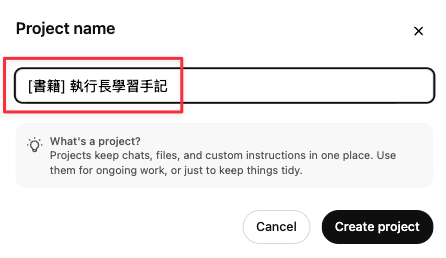 Project name
[書籍] 執行長學習手記
What's a project?
Projects keep chats, files, and custom instructions in one place. Use
them for ongoing work, or just to keep things tidy.
Cancel
Create project